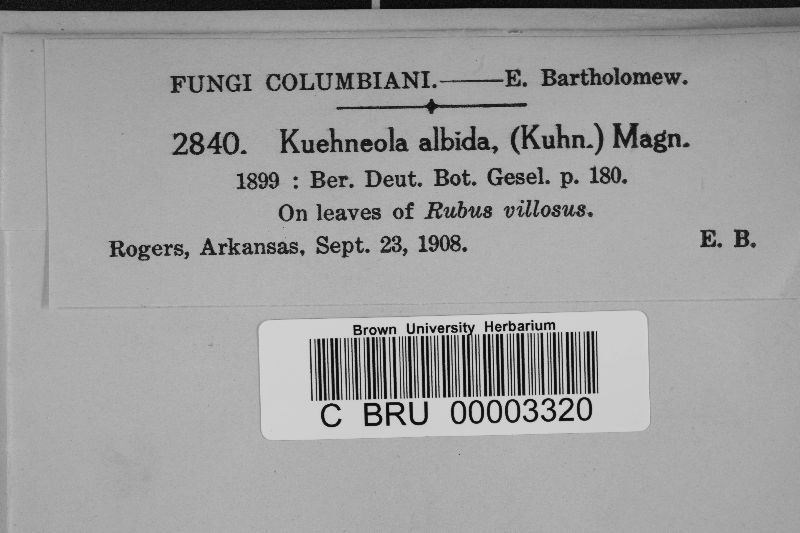 FUNGI COLUMBIANI.——E. Bartholomew.
2840. Kuehneola albida, (Kuhn.) Magn.
1899 : Ber. Deut. Bot. Gesel. p. 180.
On leaves of Rubus villosus.
Rogers, Arkansas, Sept. 23, 1908. E. B.
Brown University Herbarium
C BRU 00003320